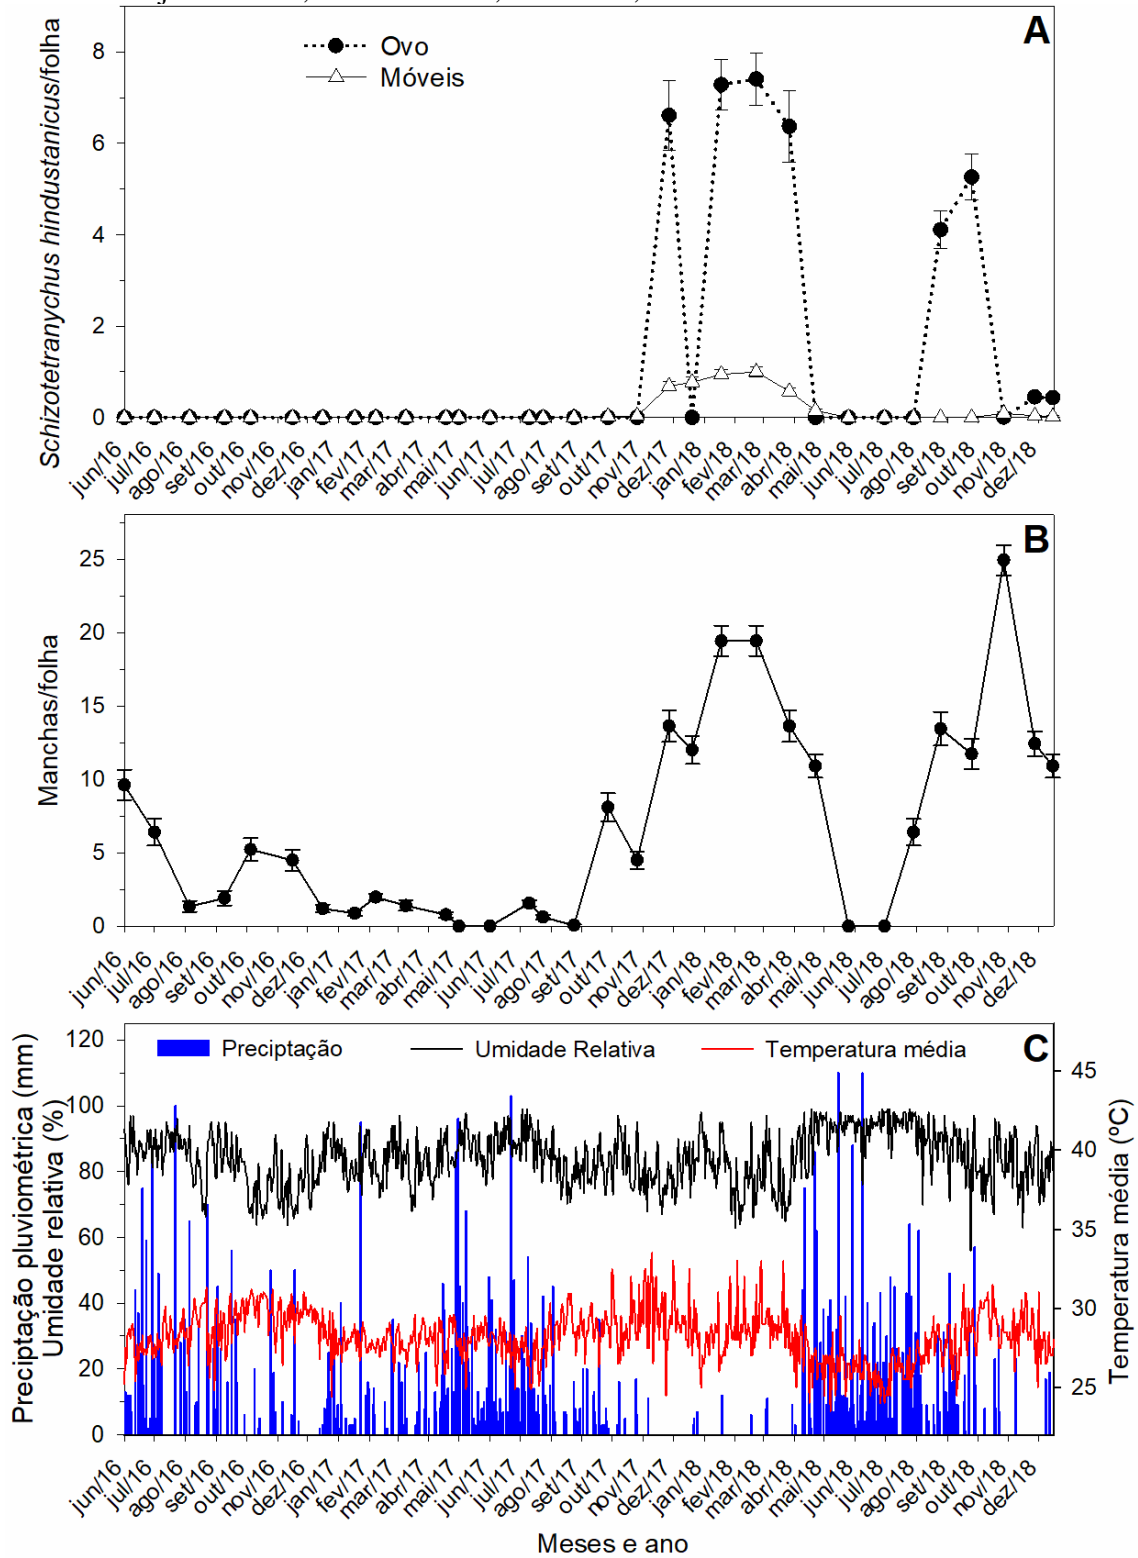 A
Ovo
Móveis
Schizotetranychus hindustanicus/folha
8
6
4
2
0
jun/16
jul/16
ago/16
set/16
out/16
nov/16
dez/16
jan/17
fev/17
mar/17
abr/17
mai/17
jun/17
jul/17
ago/17
set/17
out/17
nov/17
dez/17
jan/18
fev/18
mar/18
abr/18
mai/18
jun/18
jul/18
ago/18
set/18
out/18
nov/18
dez/18
B
Manchas/folha
25
20
15
10
5
0
jun/16
jul/16
ago/16
set/16
out/16
nov/16
dez/16
jan/17
fev/17
mar/17
abr/17
mai/17
jun/17
jul/17
ago/17
set/17
out/17
nov/17
dez/17
jan/18
fev/18
mar/18
abr/18
mai/18
jun/18
jul/18
ago/18
set/18
out/18
nov/18
dez/18
C
Preciptação
Umidade Relativa
Temperatura média
Preciptação pluviométrica (mm)
Umidade relativa (%)
120
100
80
60
40
20
0
45
40
35
30
25
Temperatura média (ºC)
jun/16
jul/16
ago/16
set/16
out/16
nov/16
dez/16
jan/17
fev/17
mar/17
abr/17
mai/17
jun/17
jul/17
ago/17
set/17
out/17
nov/17
dez/17
jan/18
fev/18
mar/18
abr/18
mai/18
jun/18
jul/18
ago/18
set/18
out/18
nov/18
dez/18
Meses e ano